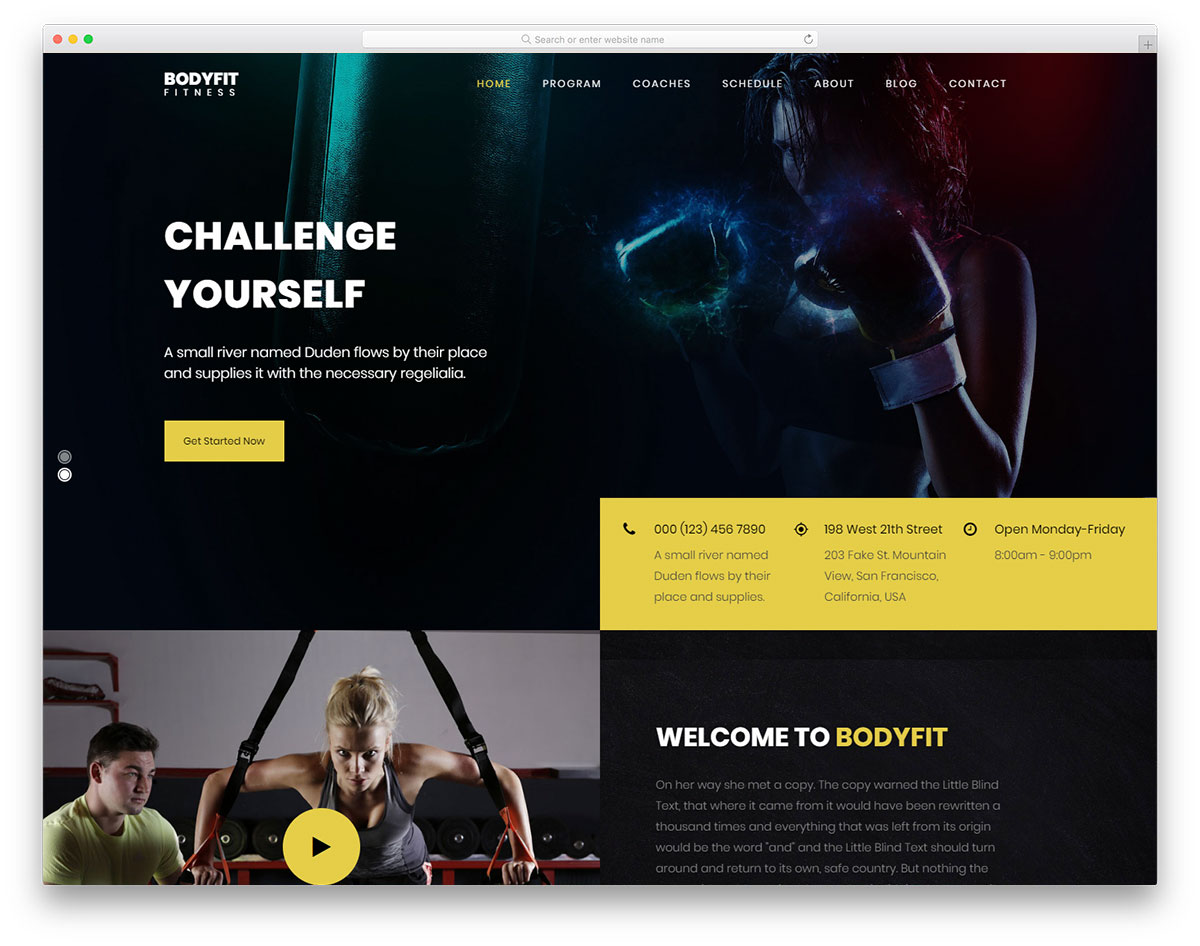 Search or enter website name
BODYFIT
FITNESS
HOME PROGRAM COACHES SCHEDULE ABOUT BLOG CONTACT
CHALLENGE
YOURSELF
A small river named Duden flows by their place
and supplies it with the necessary regelialia.
Get Started Now
000 (123) 456 7890
A small river named
Duden flows by their
place and supplies.
198 West 21th Street
203 Fake St. Mountain
View, San Francisco,
California, USA
Open Monday-Friday
8:00am - 9:00pm
WELCOME TO BODYFIT
On her way she met a copy. The copy warned the Little Blind
Text, that where it came from it would have been rewritten a
thousand times and everything that was left from its origin
would be the word "and" and the Little Blind Text should turn
around and return to its own, safe country. But nothing the